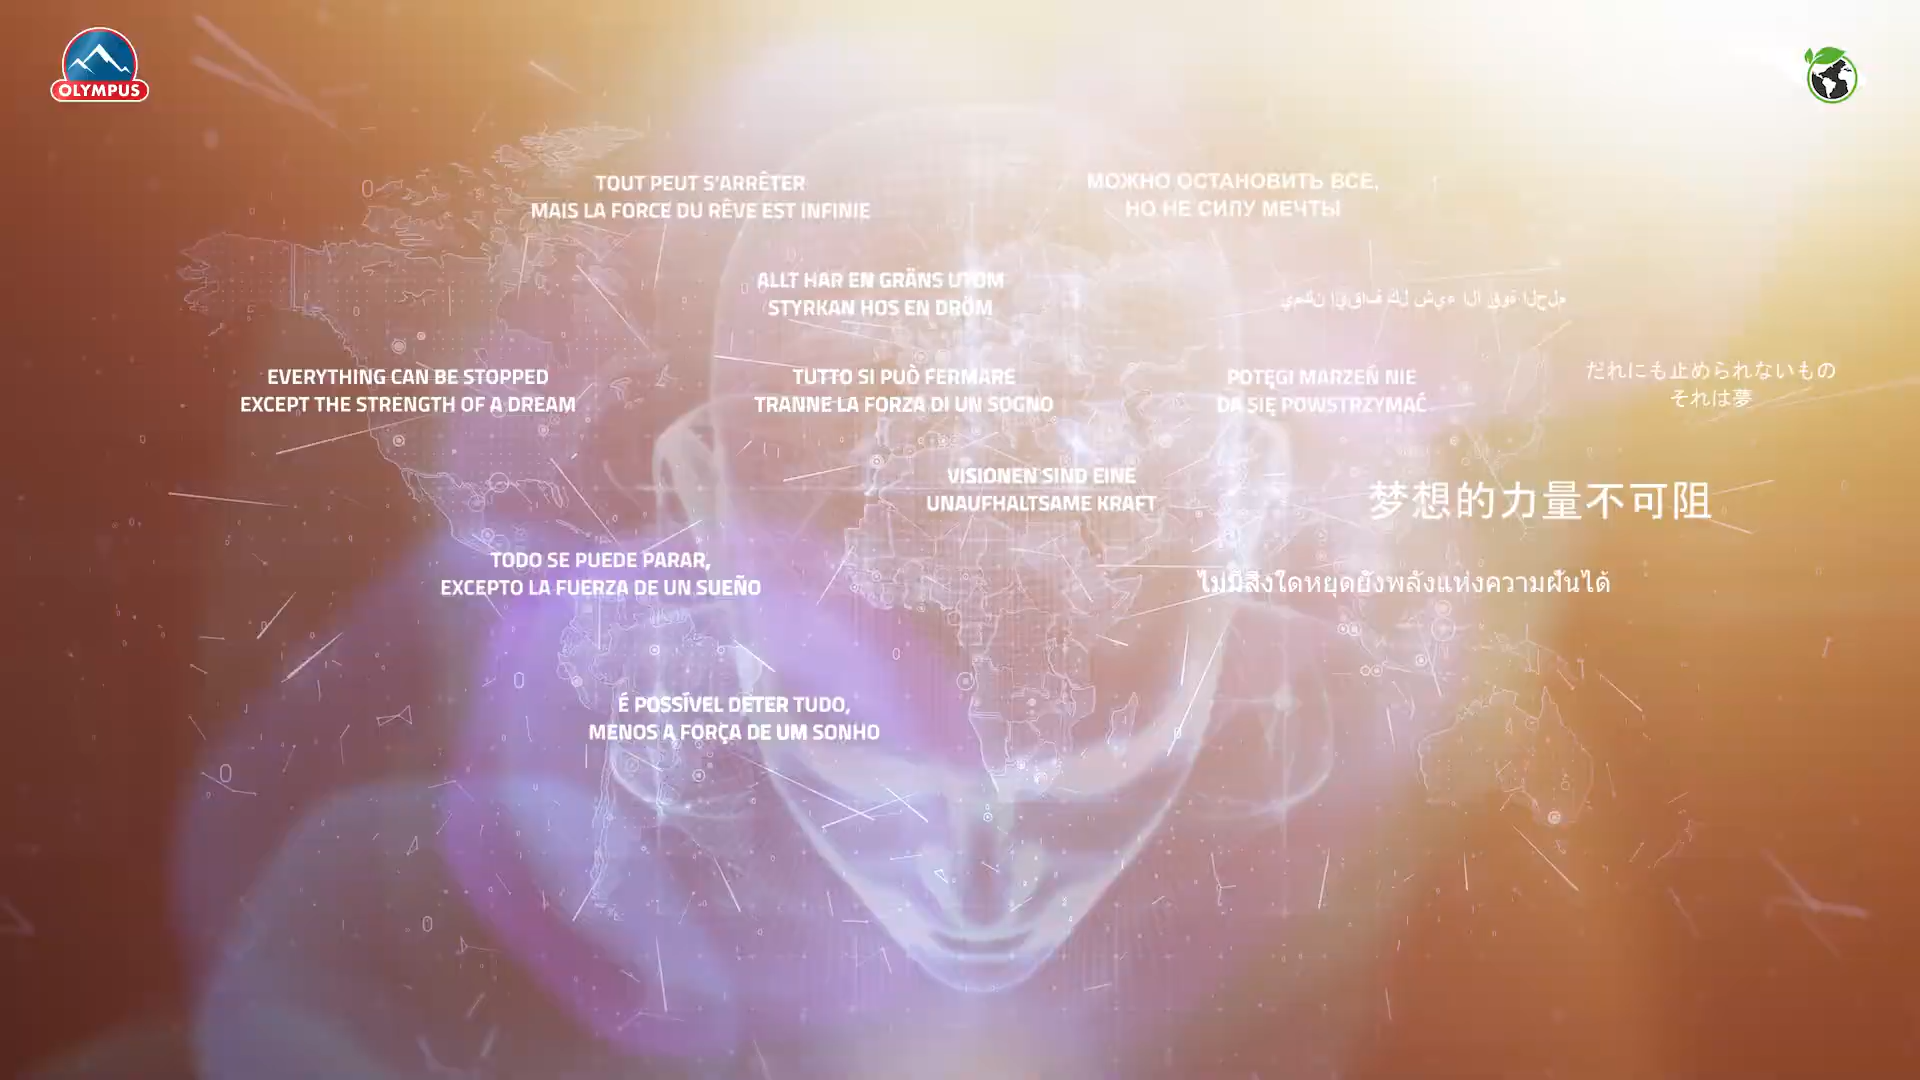 OLYMPUS
TOUT PEUT S'ARRÊTER
MAIS LA FORCE DU RÊVE EST INFINIE
МОЖНО ОСТАНОВИТЬ ВСЕ,
НО НЕ СИЛУ МЕЧТЫ
ALLT HAR EN GRÄNS UTOM
STYRKAN HOS EN DRÖM
يمكن إيقاف كل شيء الا قوة الحلم
EVERYTHING CAN BE STOPPED
EXCEPT THE STRENGTH OF A DREAM
TUTTO SI PUÒ FERMARE
TRANNE LA FORZA DI UN SOGNO
POTĘGI MARZEŃ NIE
DA SIĘ POWSTRZYMAĆ
だれにも止められないもの
それは夢
VISIONEN SIND EINE
UNAUFHALTSAME KRAFT
梦想的力量不可阻
TODO SE PUEDE PARAR,
EXCEPTO LA FUERZA DE UN SUEÑO
ไม่มีสิ่งใดหยุดยั้งพลังแห่งความฝันได้
É POSSÍVEL DETER TUDO,
MENOS A FORÇA DE UM SONHO